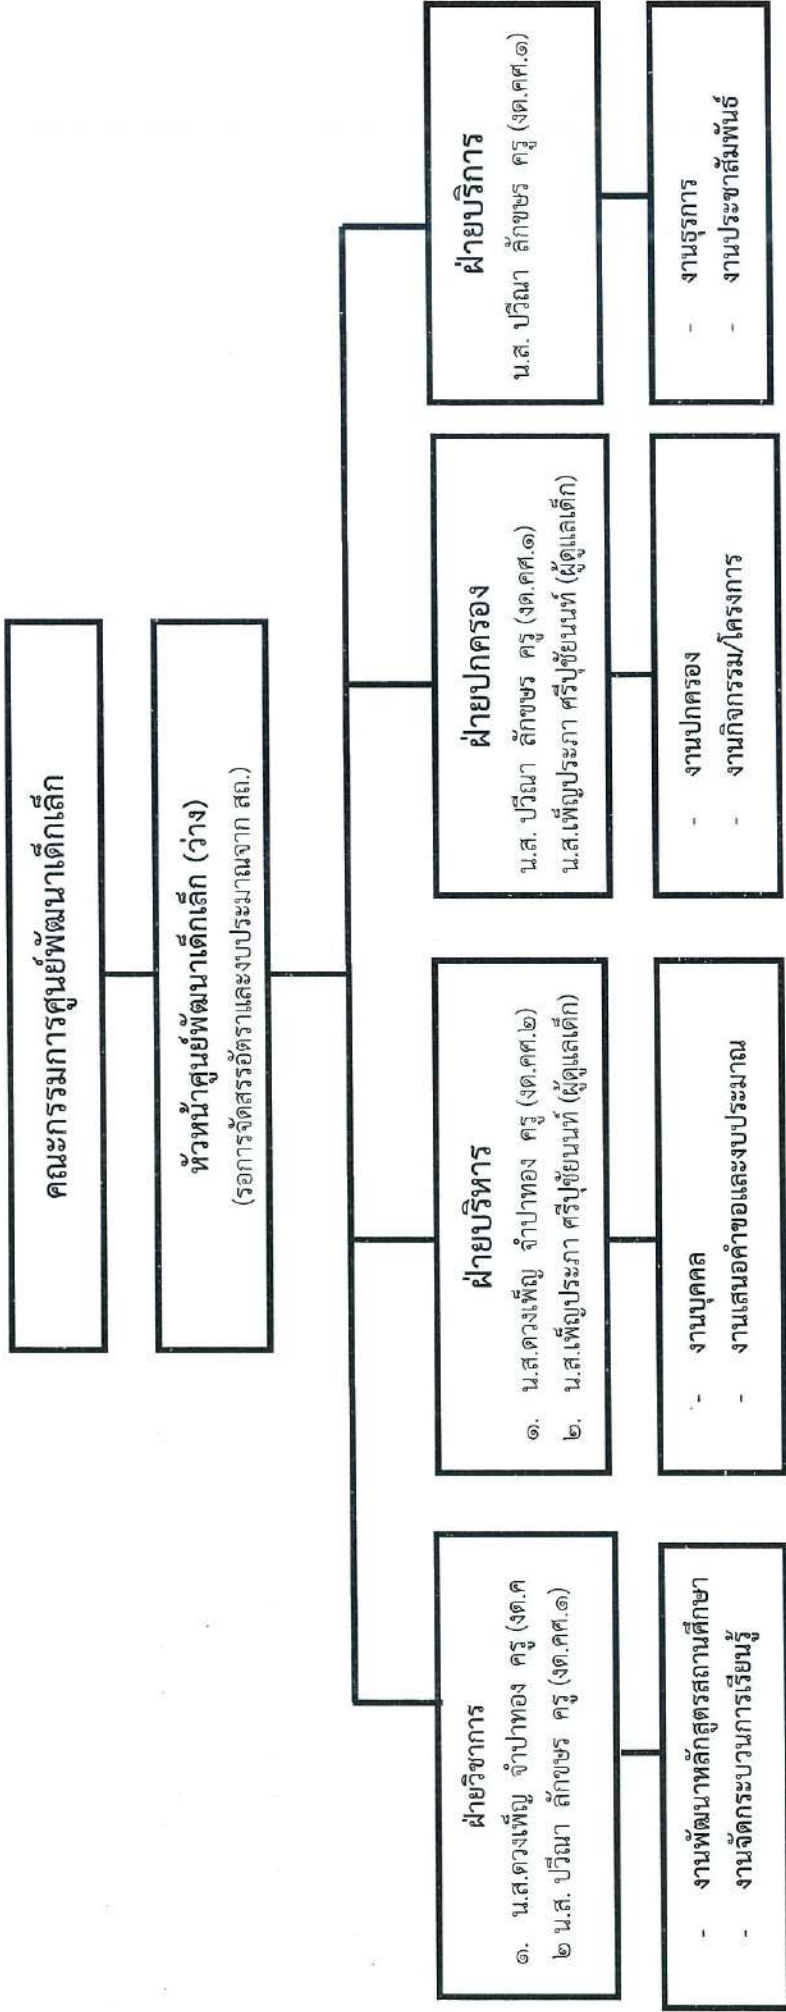 คณะกรรมการศูนย์พัฒนาเด็กเล็ก
หัวหน้าศูนย์พัฒนาเด็กเล็ก (ว่าง)
(รอการจัดสรรอัตราและงบประมาณจาก สถ.)
ฝ่ายวิชาการ
๑. น.ส.ดวงเพ็ญ จำปาทอง ครู (งด.ค
๒ น.ส. ปวีณา ลักขษร ครู (งด.คศ.๑)
- งานพัฒนาหลักสูตรสถานศึกษา
- งานจัดกระบวนการเรียนรู้
ฝ่ายบริหาร
๑. น.ส.ดวงเพ็ญ จำปาทอง ครู (งด.คศ.๒)
๒. น.ส.เพ็ญประภา ศรีปุชัยนนท์ (ผู้ดูแลเด็ก)
- งานบุคคล
- งานเสนอคำขอและงบประมาณ
ฝ่ายปกครอง
น.ส. ปวีณา ลักขษร ครู (งด.คศ.๑)
น.ส.เพ็ญประภา ศรีปุชัยนนท์ (ผู้ดูแลเด็ก)
- งานปกครอง
- งานกิจกรรม/โครงการ
ฝ่ายบริการ
น.ส. ปวีณา ลักขษร ครู (งด.คศ.๑)
- งานธุรการ
- งานประชาสัมพันธ์